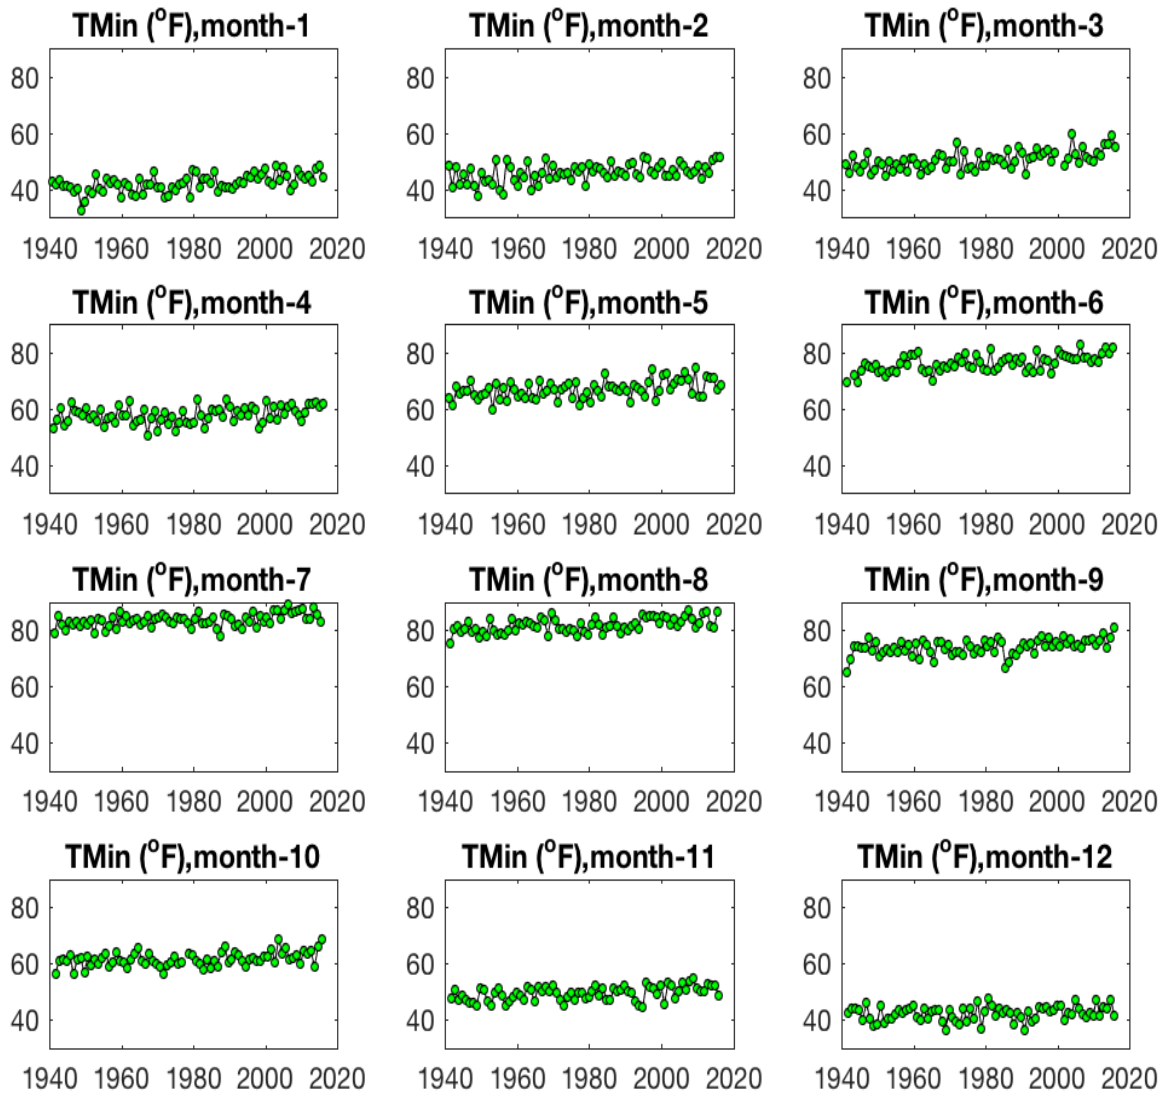 TMin (°F),month-1 TMin (°F),month-2 TMin (°F),month-3
80 80 80
60 60 60
40 40 40
1940 1960 1980 2000 2020 1940 1960 1980 2000 2020 1940 1960 1980 2000 2020
TMin (°F),month-4 TMin (°F),month-5 TMin (°F),month-6
80 80 80
60 60 60
40 40 40
1940 1960 1980 2000 2020 1940 1960 1980 2000 2020 1940 1960 1980 2000 2020
TMin (°F),month-7 TMin (°F),month-8 TMin (°F),month-9
80 80 80
60 60 60
40 40 40
1940 1960 1980 2000 2020 1940 1960 1980 2000 2020 1940 1960 1980 2000 2020
TMin (°F),month-10 TMin (°F),month-11 TMin (°F),month-12
80 80 80
60 60 60
40 40 40
1940 1960 1980 2000 2020 1940 1960 1980 2000 2020 1940 1960 1980 2000 2020